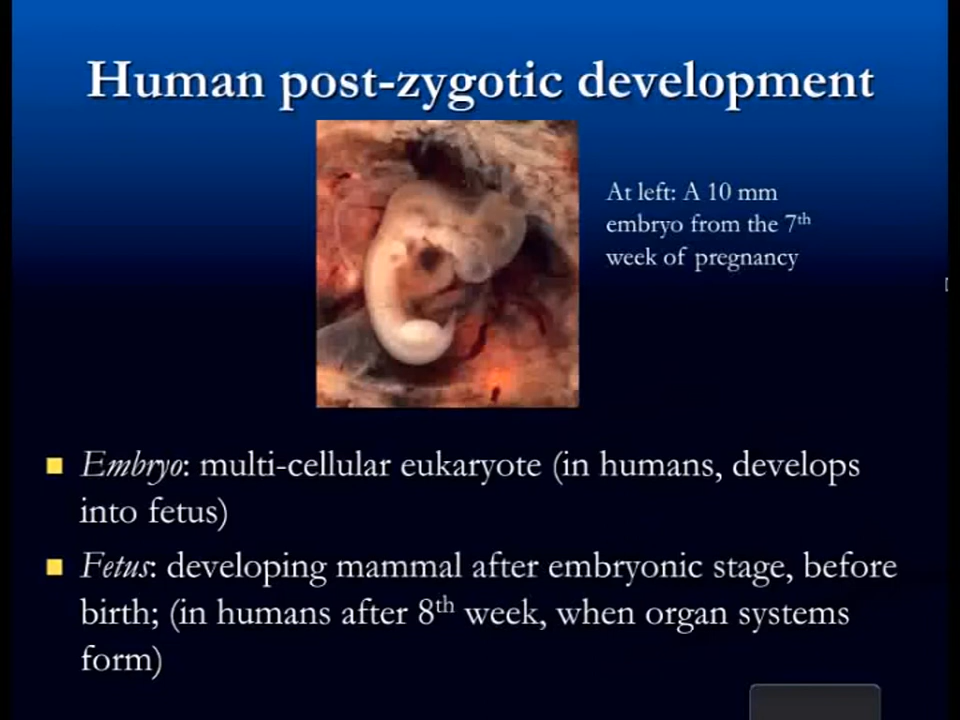 Human post-zygotic development
At left: A 10 mm
embryo from the 7th
week of pregnancy
Embryo: multi-cellular eukaryote (in humans, develops
into fetus)
Fetus: developing mammal after embryonic stage, before
birth; (in humans after 8th week, when organ systems
form)